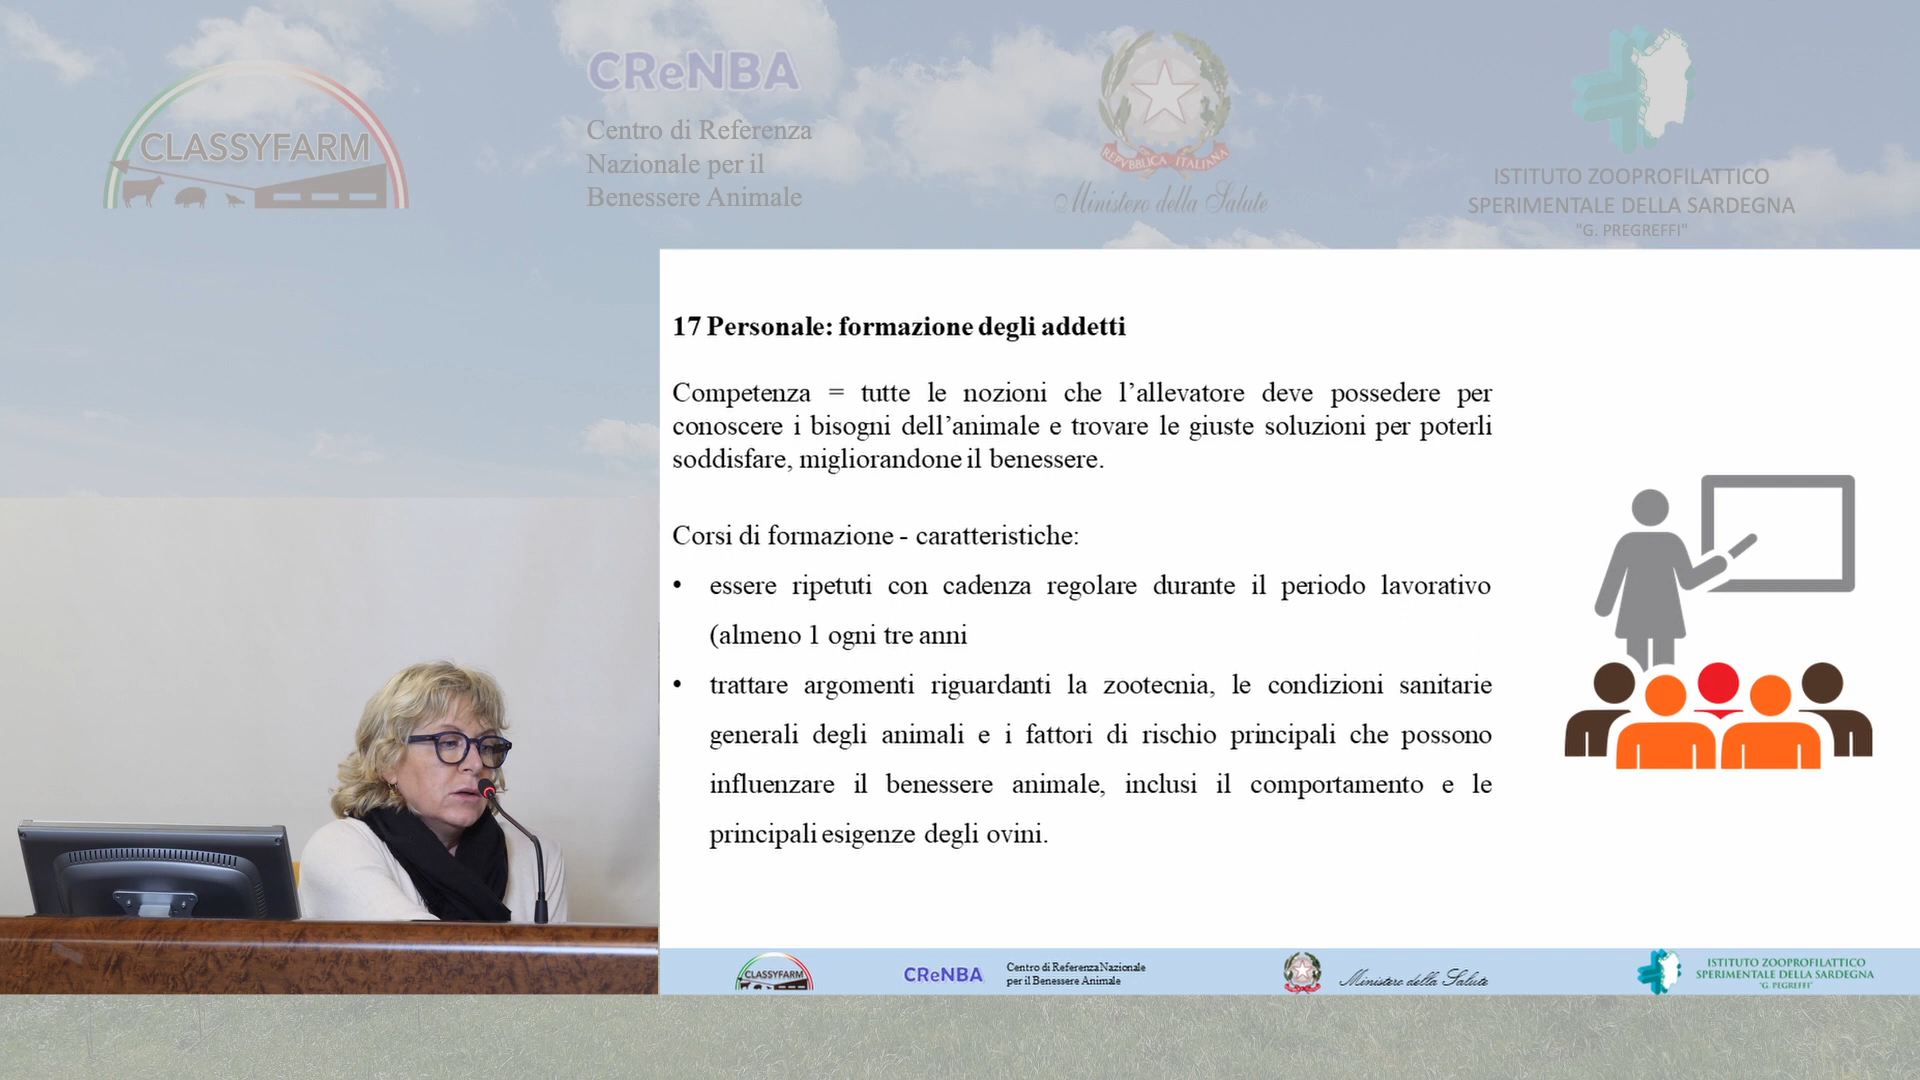 CLASSYFARM
CReNBA
Centro di Referenza
Nazionale per il
Benessere Animale
REPVBBLICA ITALIANA
Ministero della Salute
ISTITUTO ZOOPROFILATTICO
SPERIMENTALE DELLA SARDEGNA
"G. PREGREFFI"
17 Personale: formazione degli addetti
Competenza = tutte le nozioni che l’allevatore deve possedere per
conoscere i bisogni dell’animale e trovare le giuste soluzioni per poterli
soddisfare, migliorandone il benessere.
Corsi di formazione - caratteristiche:
• essere ripetuti con cadenza regolare durante il periodo lavorativo
(almeno 1 ogni tre anni
• trattare argomenti riguardanti la zootecnia, le condizioni sanitarie
generali degli animali e i fattori di rischio principali che possono
influenzare il benessere animale, inclusi il comportamento e le
principali esigenze degli ovini.
CLASSYFARM
CReNBA
Centro di Referenza Nazionale
per il Benessere Animale
Ministero della Salute
ISTITUTO ZOOPROFILATTICO
SPERIMENTALE DELLA SARDEGNA
"G. PEGREFFI"